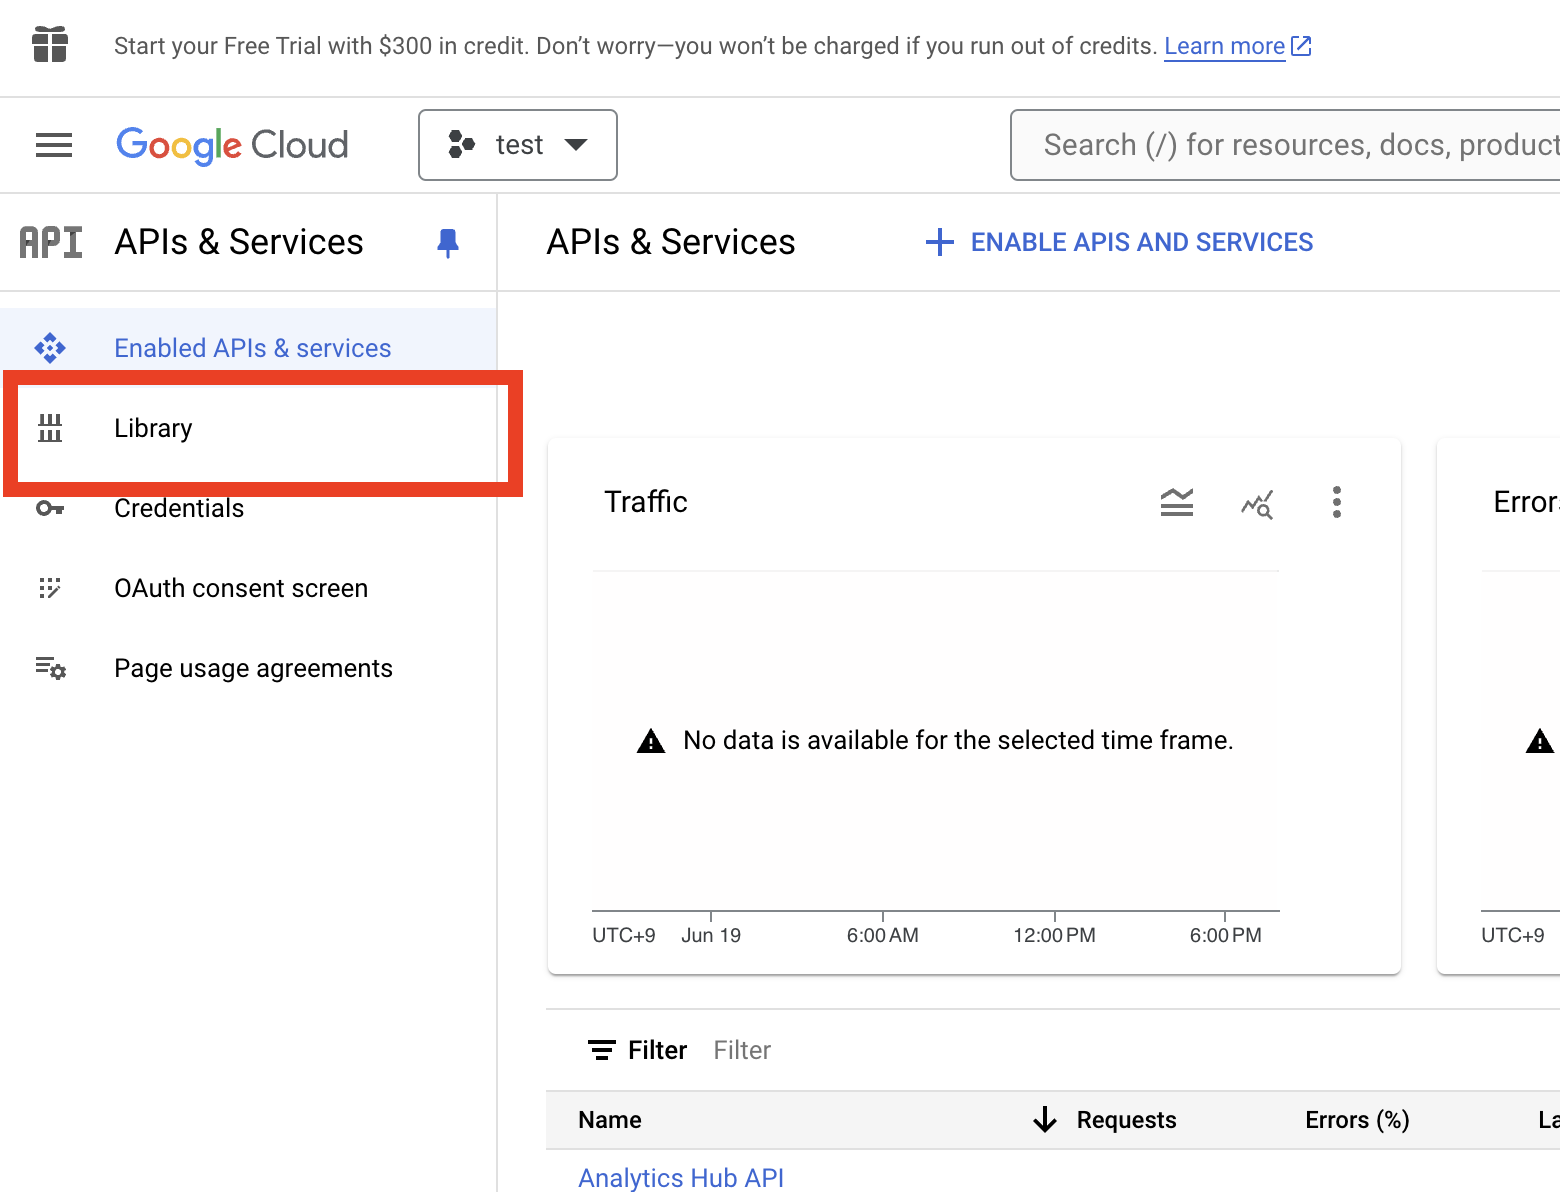 Start your Free Trial with $300 in credit. Don’t worry—you won’t be charged if you run out of credits. Learn more
Google Cloud
test
Search (/) for resources, docs, product
API
APIs & Services
APIs & Services
ENABLE APIS AND SERVICES
Enabled APIs & services
Library
Credentials
OAuth consent screen
Page usage agreements
Traffic
No data is available for the selected time frame.
UTC+9 Jun 19 6:00 AM 12:00 PM 6:00 PM
Errors
UTC+9
Filter Filter
Name Requests Errors (%) La
Analytics Hub API